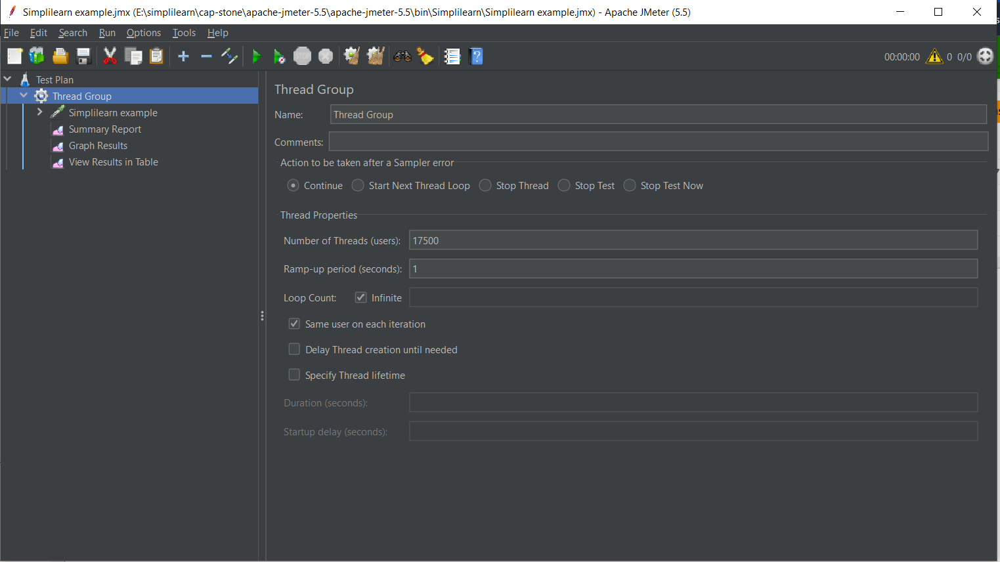 Simplilearn example.jmx (E:\simplilearn\cap-stone\apache-jmeter-5.5\apache-jmeter-5.5\bin\Simplilearn\Simplilearn example.jmx) - Apache JMeter (5.5)
File Edit Search Run Options Tools Help
STOP 00:00:00 0 0/0
Test Plan
Thread Group
Simplilearn example
Summary Report
Graph Results
View Results in Table
Thread Group
Name: Thread Group
Comments:
Action to be taken after a Sampler error
Continue Start Next Thread Loop Stop Thread Stop Test Stop Test Now
Thread Properties
Number of Threads (users): 17500
Ramp-up period (seconds): 1
Loop Count: Infinite
Same user on each iteration
Delay Thread creation until needed
Specify Thread lifetime
Duration (seconds):
Startup delay (seconds):